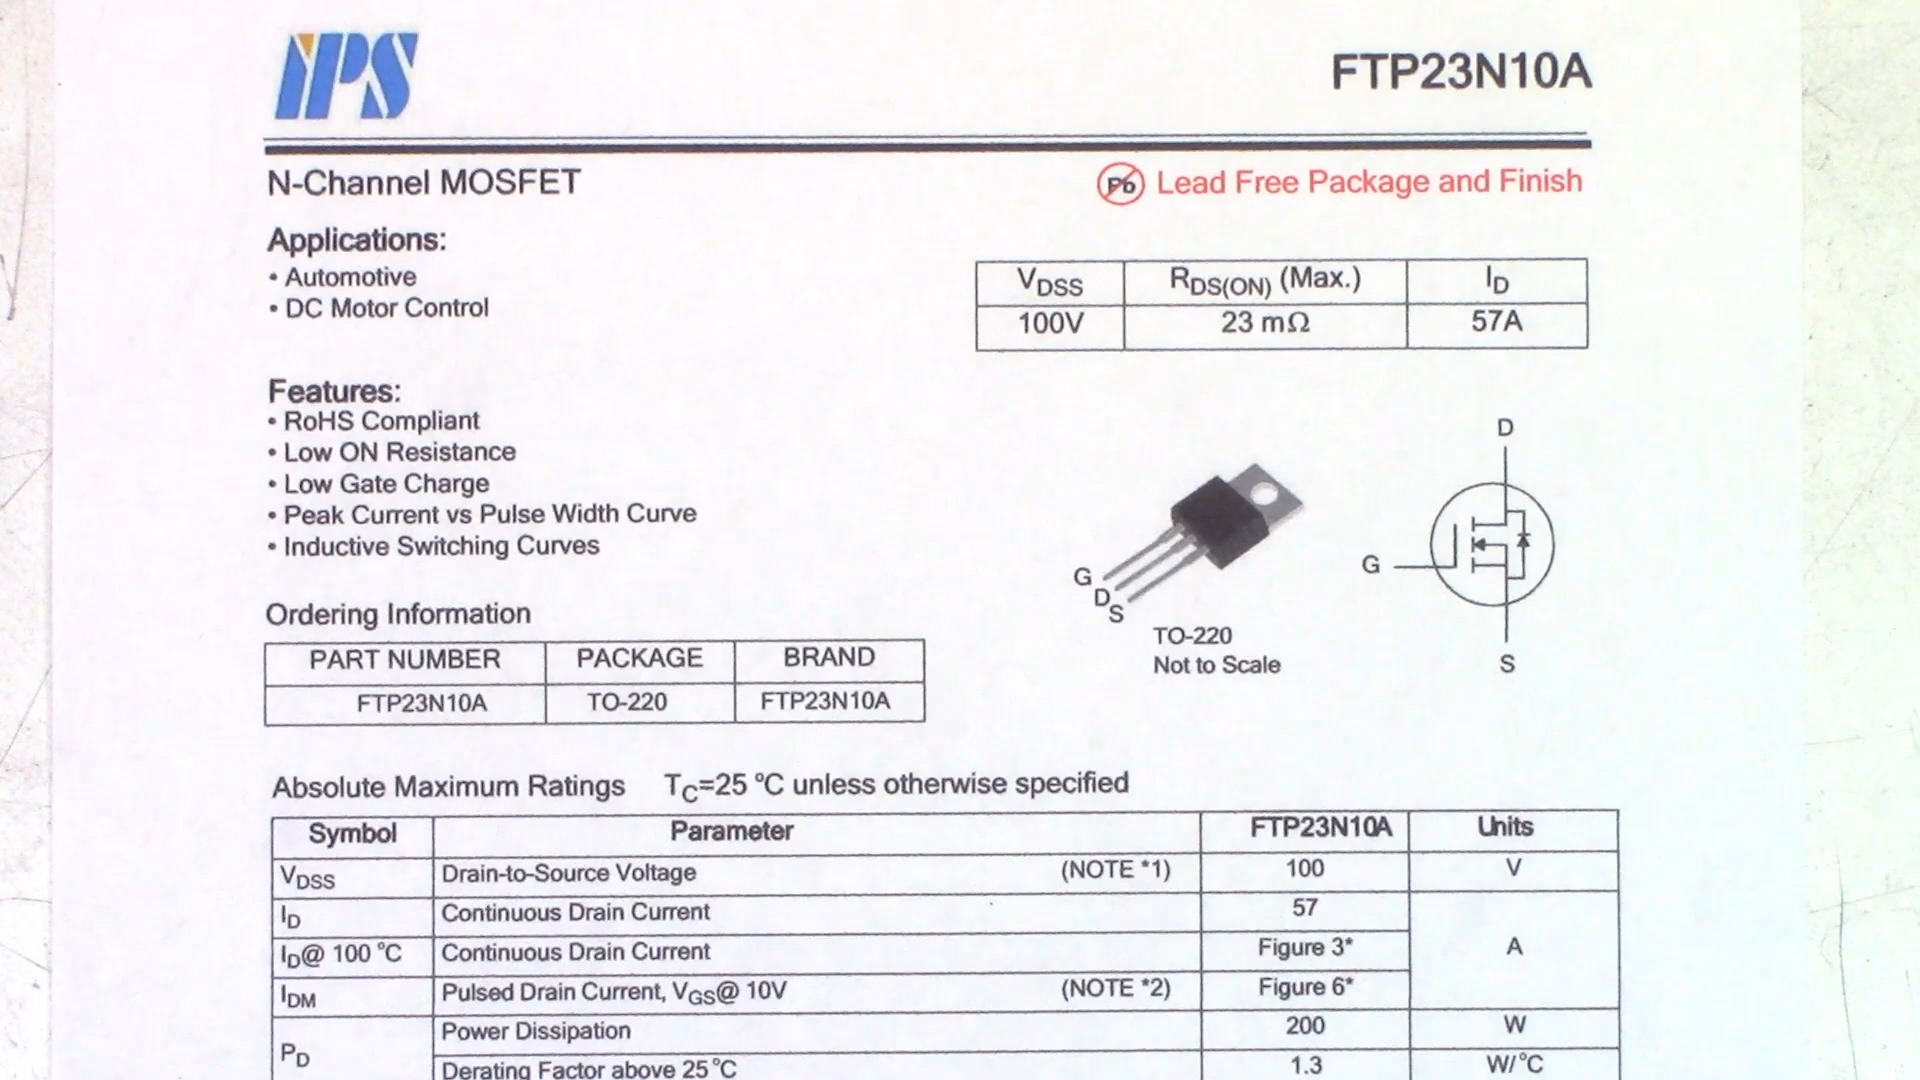 iPS
FTP23N10A
N-Channel MOSFET
Pb Lead Free Package and Finish
Applications:
• Automotive
• DC Motor Control
VDSS RDS(ON) (Max.) ID
100V 23 mΩ 57A
Features:
• RoHS Compliant
• Low ON Resistance
• Low Gate Charge
• Peak Current vs Pulse Width Curve
• Inductive Switching Curves
G
D
S
TO-220
Not to Scale
D
G
S
Ordering Information
PART NUMBER PACKAGE BRAND
FTP23N10A TO-220 FTP23N10A
Absolute Maximum Ratings TC=25 °C unless otherwise specified
Symbol Parameter FTP23N10A Units
VDSS Drain-to-Source Voltage (NOTE *1) 100 V
ID Continuous Drain Current 57 A
ID@ 100 °C Continuous Drain Current Figure 3*
IDM Pulsed Drain Current, VGS@ 10V (NOTE *2) Figure 6*
PD Power Dissipation 200 W
Derating Factor above 25 °C 1.3 W/°C